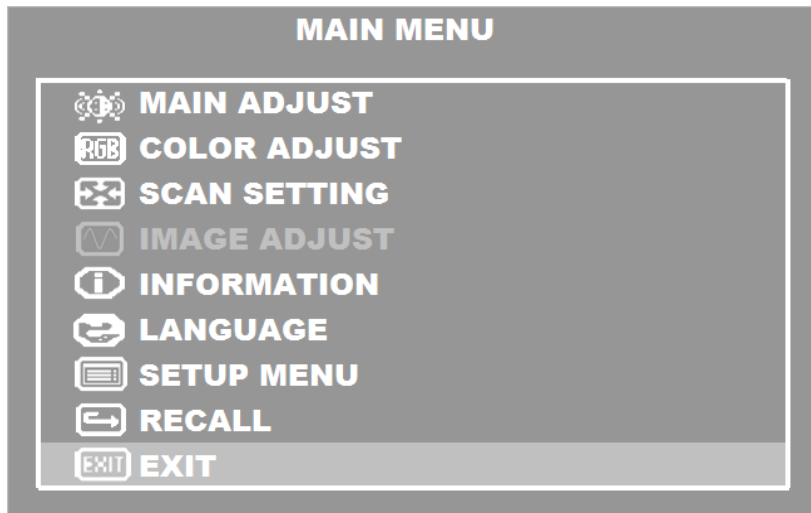 MAIN MENU
MAIN ADJUST
RGB COLOR ADJUST
SCAN SETTING
IMAGE ADJUST
i INFORMATION
LANGUAGE
SETUP MENU
RECALL
EXIT EXIT